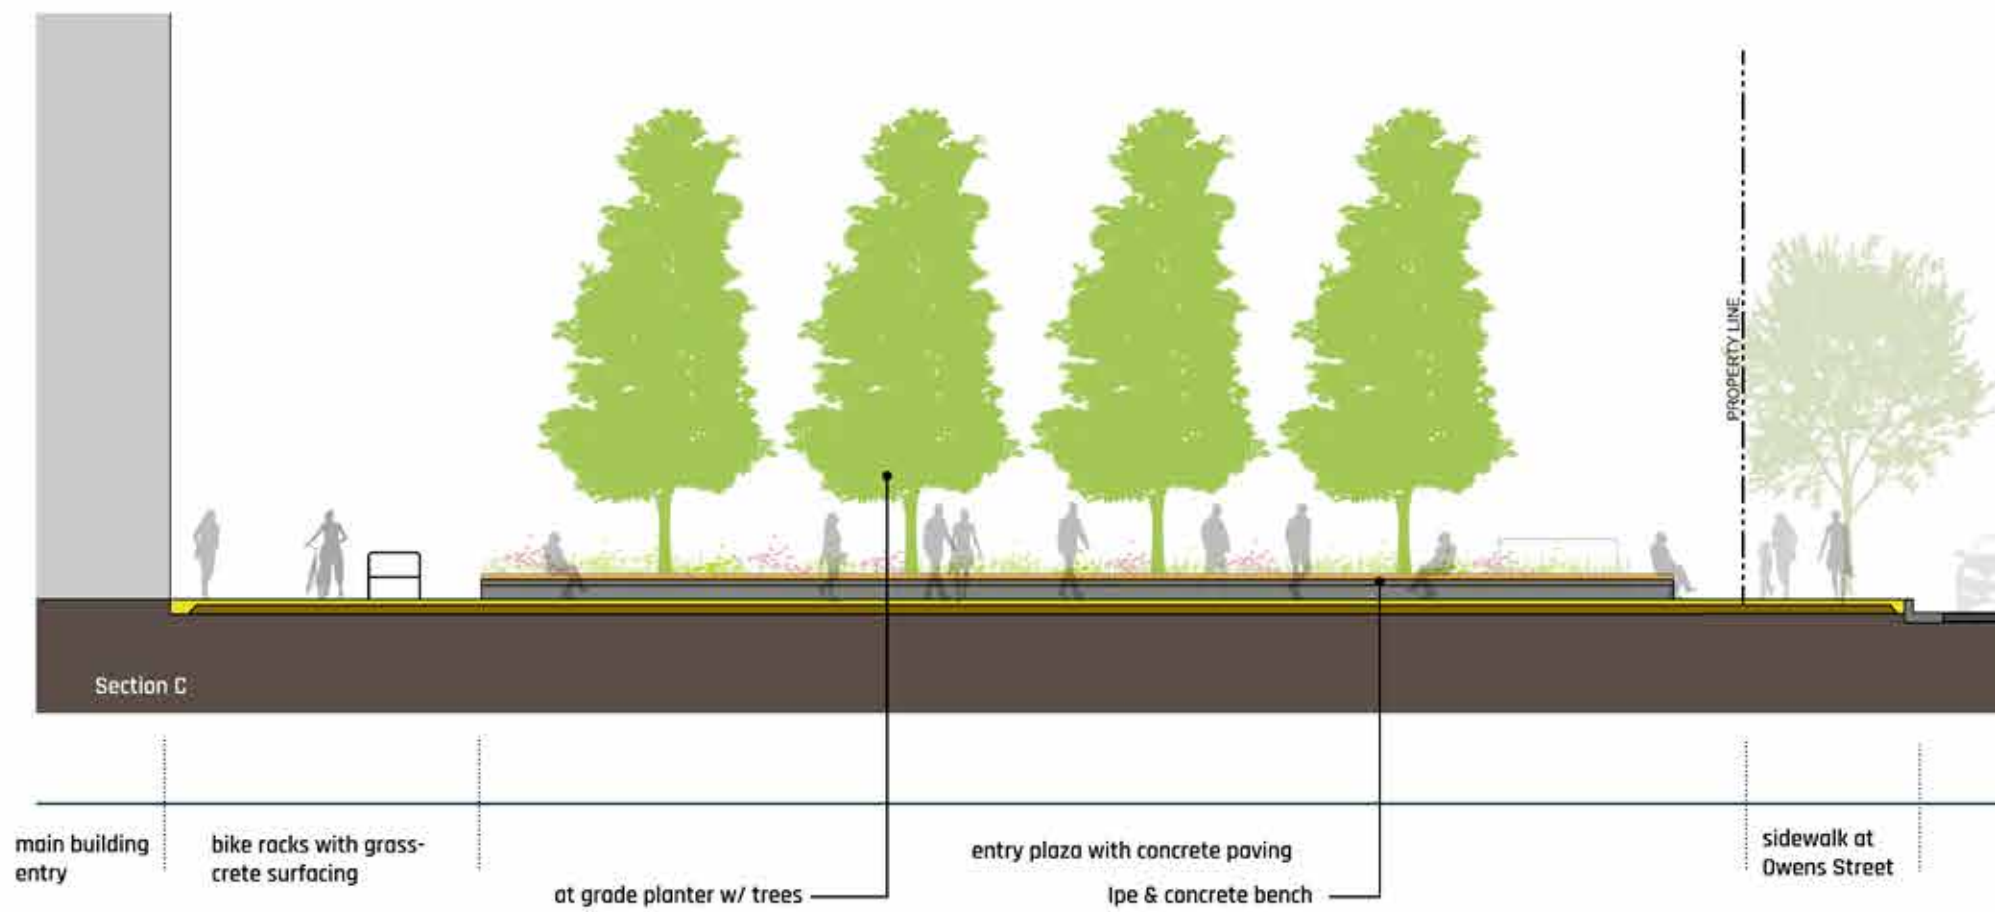 PROPERTY LINE
Section C
main building
entry
bike racks with grass-
crete surfacing
at grade planter w/ trees
entry plaza with concrete paving
Ipe & concrete bench
sidewalk at
Owens Street